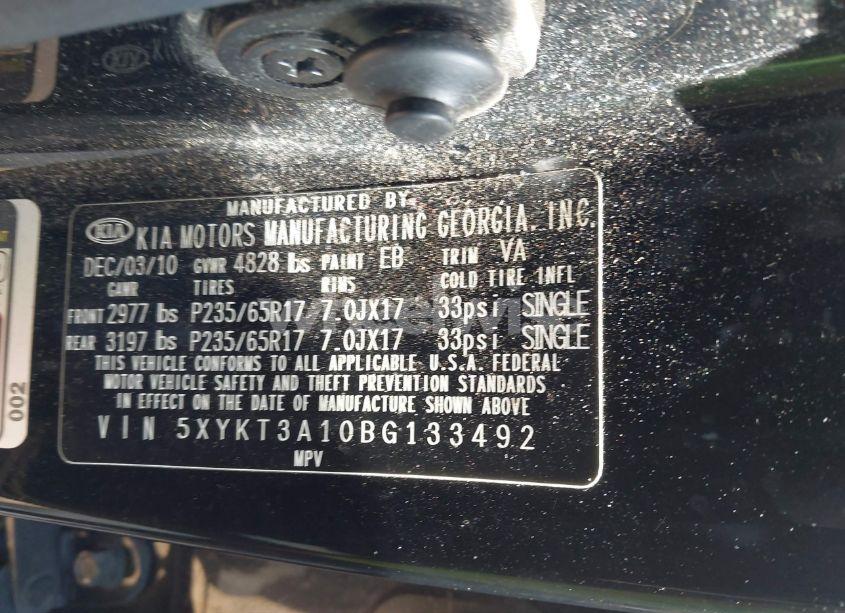 MANUFACTURED BY
KIA KIA MOTORS MANUFACTURING GEORGIA, INC.
DEC/03/10 GVWR 4828 lbs PAINT EB TRIM VA
GAWR TIRES RIMS COLD TIRE INFL
FRONT 2977 lbs P235/65R17 7.0JX17 33psi SINGLE
REAR 3197 lbs P235/65R17 7.0JX17 33psi SINGLE
THIS VEHICLE CONFORMS TO ALL APPLICABLE U.S.A. FEDERAL
MOTOR VEHICLE SAFETY AND THEFT PREVENTION STANDARDS
IN EFFECT ON THE DATE OF MANUFACTURE SHOWN ABOVE
VIN 5XYKT3A10BG133492
MPV
002